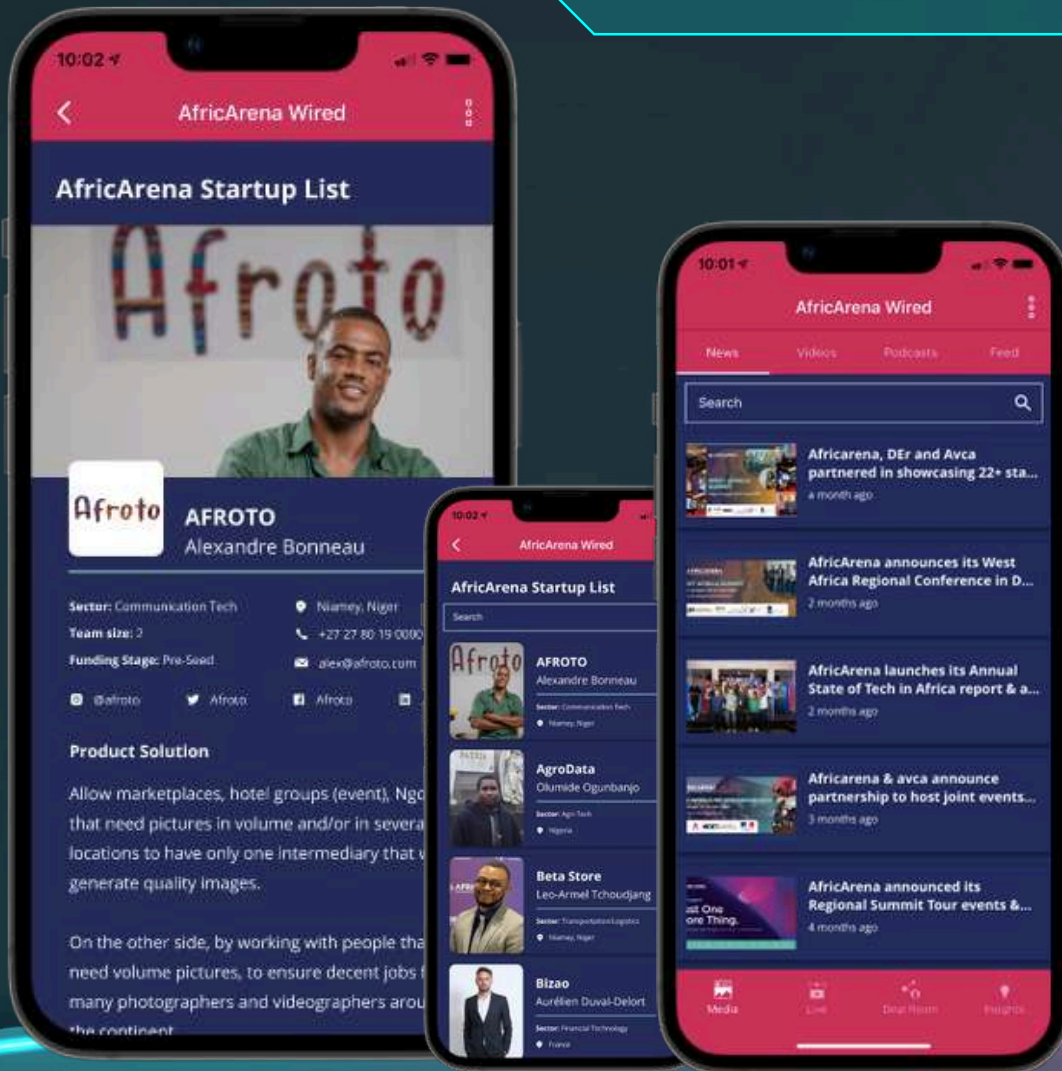 10:02
AfricArena Wired
AfricArena Startup List
Afroto
Afroto
AFROTO
Alexandre Bonneau
Sector: Communication Tech
Niamey, Niger
Team size: 2
+27 27 80 19 0000
Funding Stage: Pre-Seed
alex@afroto.com
@afroto
Afroto
Afroto
Product Solution
Allow marketplaces, hotel groups (event), Ngo
that need pictures in volume and/or in severa
locations to have only one intermediary that
generate quality images.
On the other side, by working with people tha
need volume pictures, to ensure decent jobs
many photographers and videographers arou
the continent
10:02
AfricArena Wired
AfricArena Startup List
Search
Afroto
AFROTO
Alexandre Bonneau
Sector: Communication Tech
Niamey, Niger
AgroData
Olumide Ogunbanjo
Sector: Agri-Tech
Nigeria
Beta Store
Leo-Armel Tchoudjang
Sector: Transportation/Logistics
Niamey, Niger
Bizao
Aurélien Duval-Delort
Sector: Financial Technology
France
10:01
AfricArena Wired
News
Videos
Podcasts
Feed
Search
Africarena, DEr and Avca
partnered in showcasing 22+ sta...
a month ago
AfricArena announces its West
Africa Regional Conference in D...
2 months ago
AfricArena launches its Annual
State of Tech in Africa report & a...
2 months ago
Africarena & avca announce
partnership to host joint events...
3 months ago
AfricArena announced its
Regional Summit Tour events &...
4 months ago
Media
Live
Deal Room
Insights